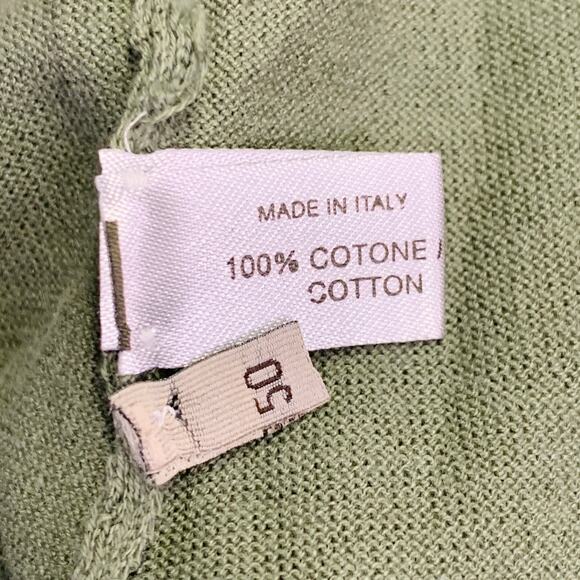 MADE IN ITALY
100% COTONE /
COTTON
50